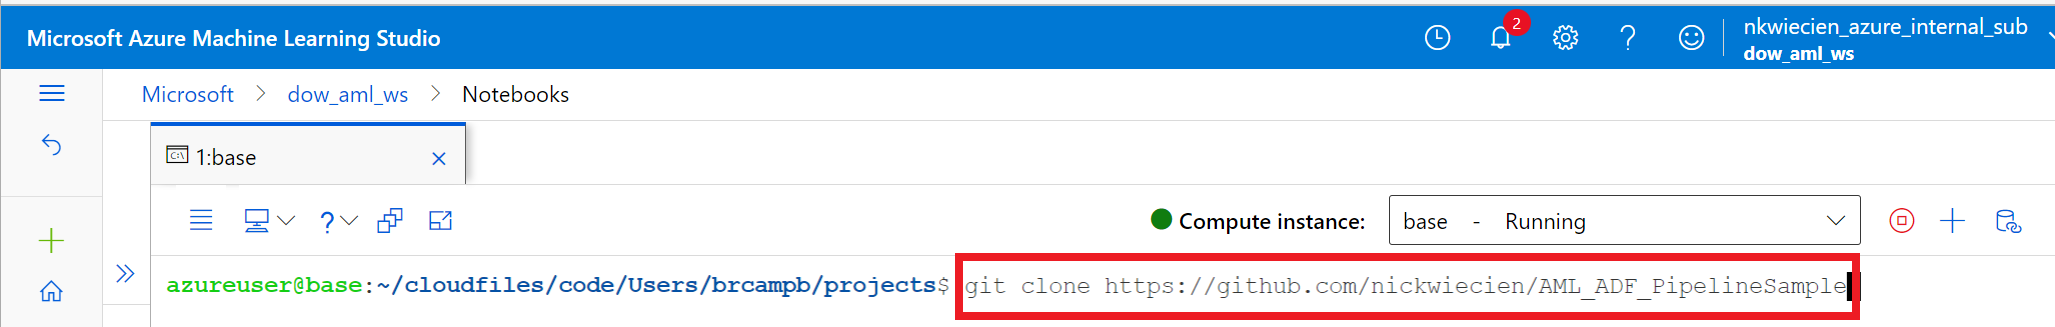 Microsoft Azure Machine Learning Studio
2
nkwiecien_azure_internal_sub
dow_aml_ws
Microsoft > dow_aml_ws > Notebooks
C:\ 1:base ×
? Compute instance: base - Running
azureuser@base:~/cloudfiles/code/Users/brcampb/projects$ git clone https://github.com/nickwiecien/AML_ADF_PipelineSample